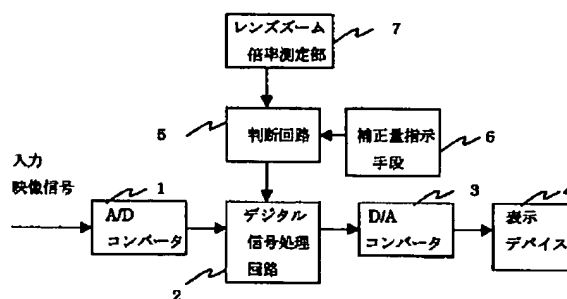 レンズズーム
倍率測定部
7
5
判断回路
補正量指示
手段
6
入力
映像信号
1
A/D
コンバータ
デジタル
信号処理
回路
2
3
D/A
コンバータ
4
表示
デバイス